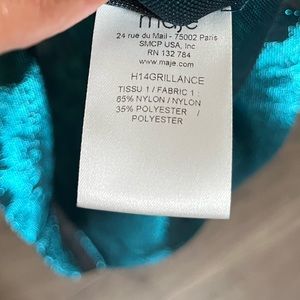 maje
24 rue du Mail - 75002 Paris
SMCP USA, Inc
RN 132 784
www.maje.com
H14GRILLANCE
TISSU 1 / FABRIC 1 :
65% NYLON / NYLON
35% POLYESTER /
POLYESTER